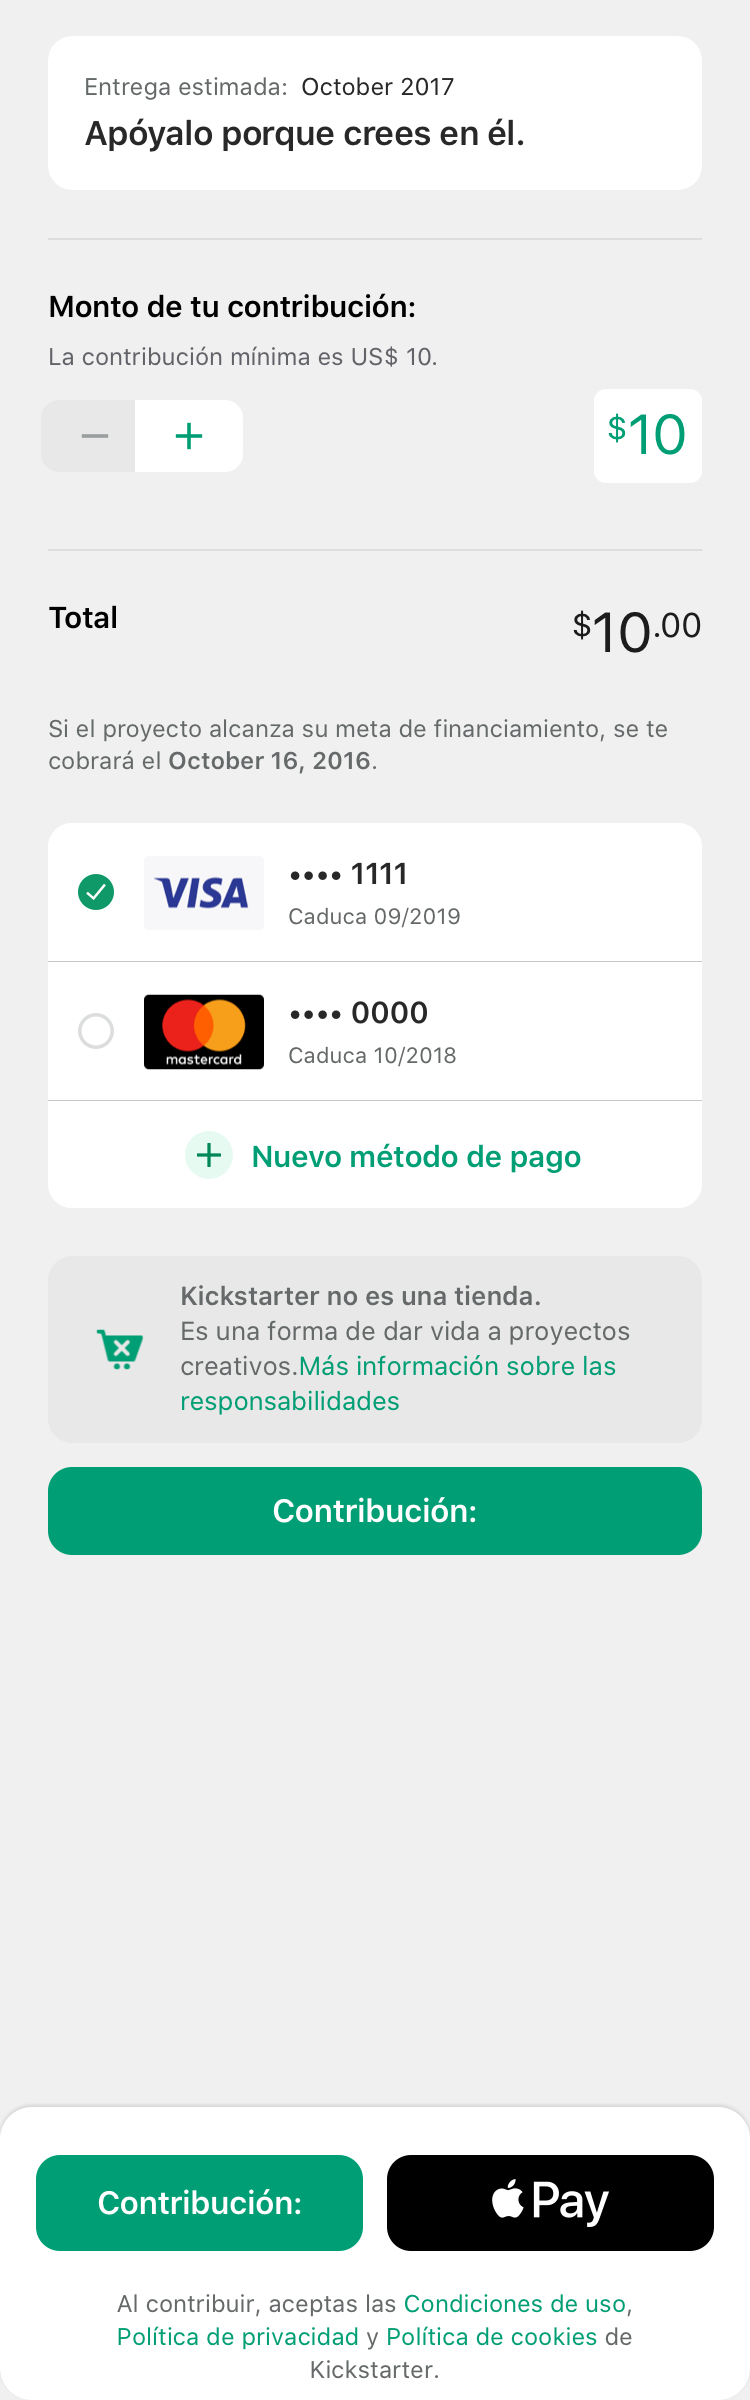 Entrega estimada: October 2017
Apóyalo porque crees en él.
Monto de tu contribución:
La contribución mínima es US$ 10.
$10
Total
$10.00
Si el proyecto alcanza su meta de financiamiento, se te
cobrará el October 16, 2016.
VISA
•••• 1111
Caduca 09/2019
mastercard
•••• 0000
Caduca 10/2018
Nuevo método de pago
Kickstarter no es una tienda.
Es una forma de dar vida a proyectos
creativos.Más información sobre las
responsabilidades
Contribución:
Contribución:
Pay
Al contribuir, aceptas las Condiciones de uso,
Política de privacidad y Política de cookies de
Kickstarter.